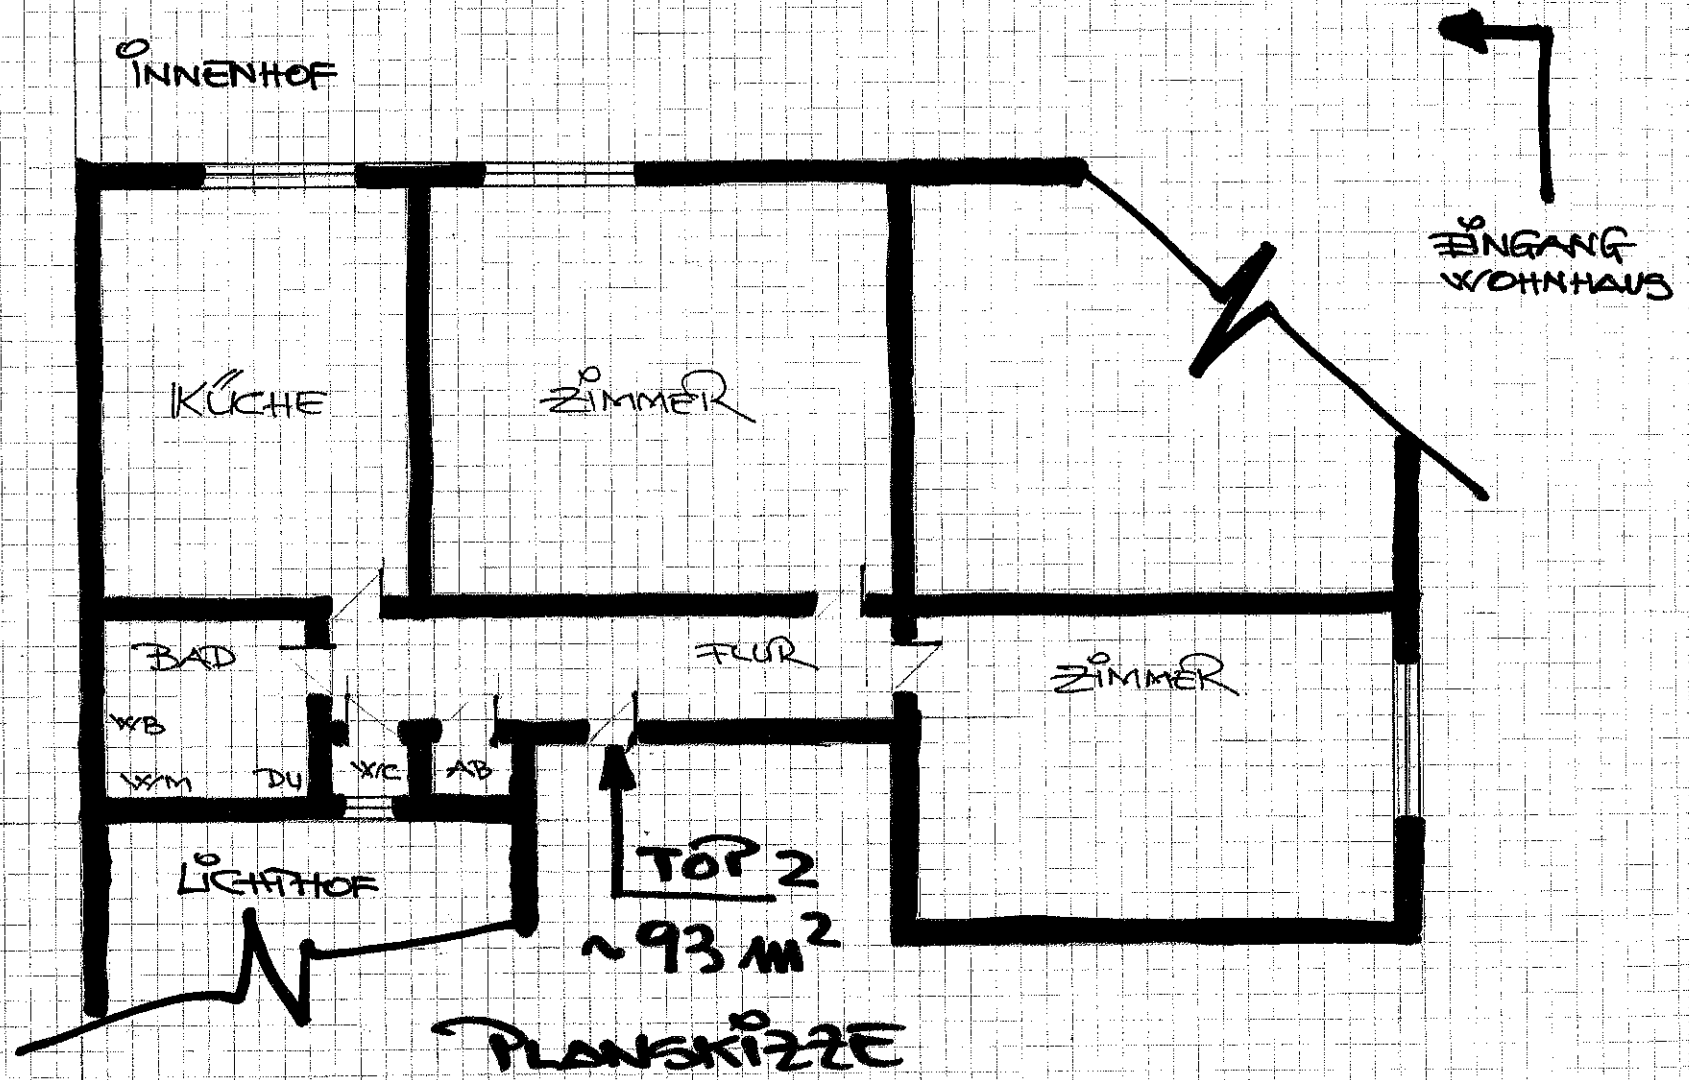 INNENHOF
EINGANG
WOHNHAUS
KÜCHE
ZIMMER
BAD
FLUR
ZIMMER
WB
WM
DU
WC
AB
LICHTHOF
TOP 2
~ 93 m²
PLANSKIZZE